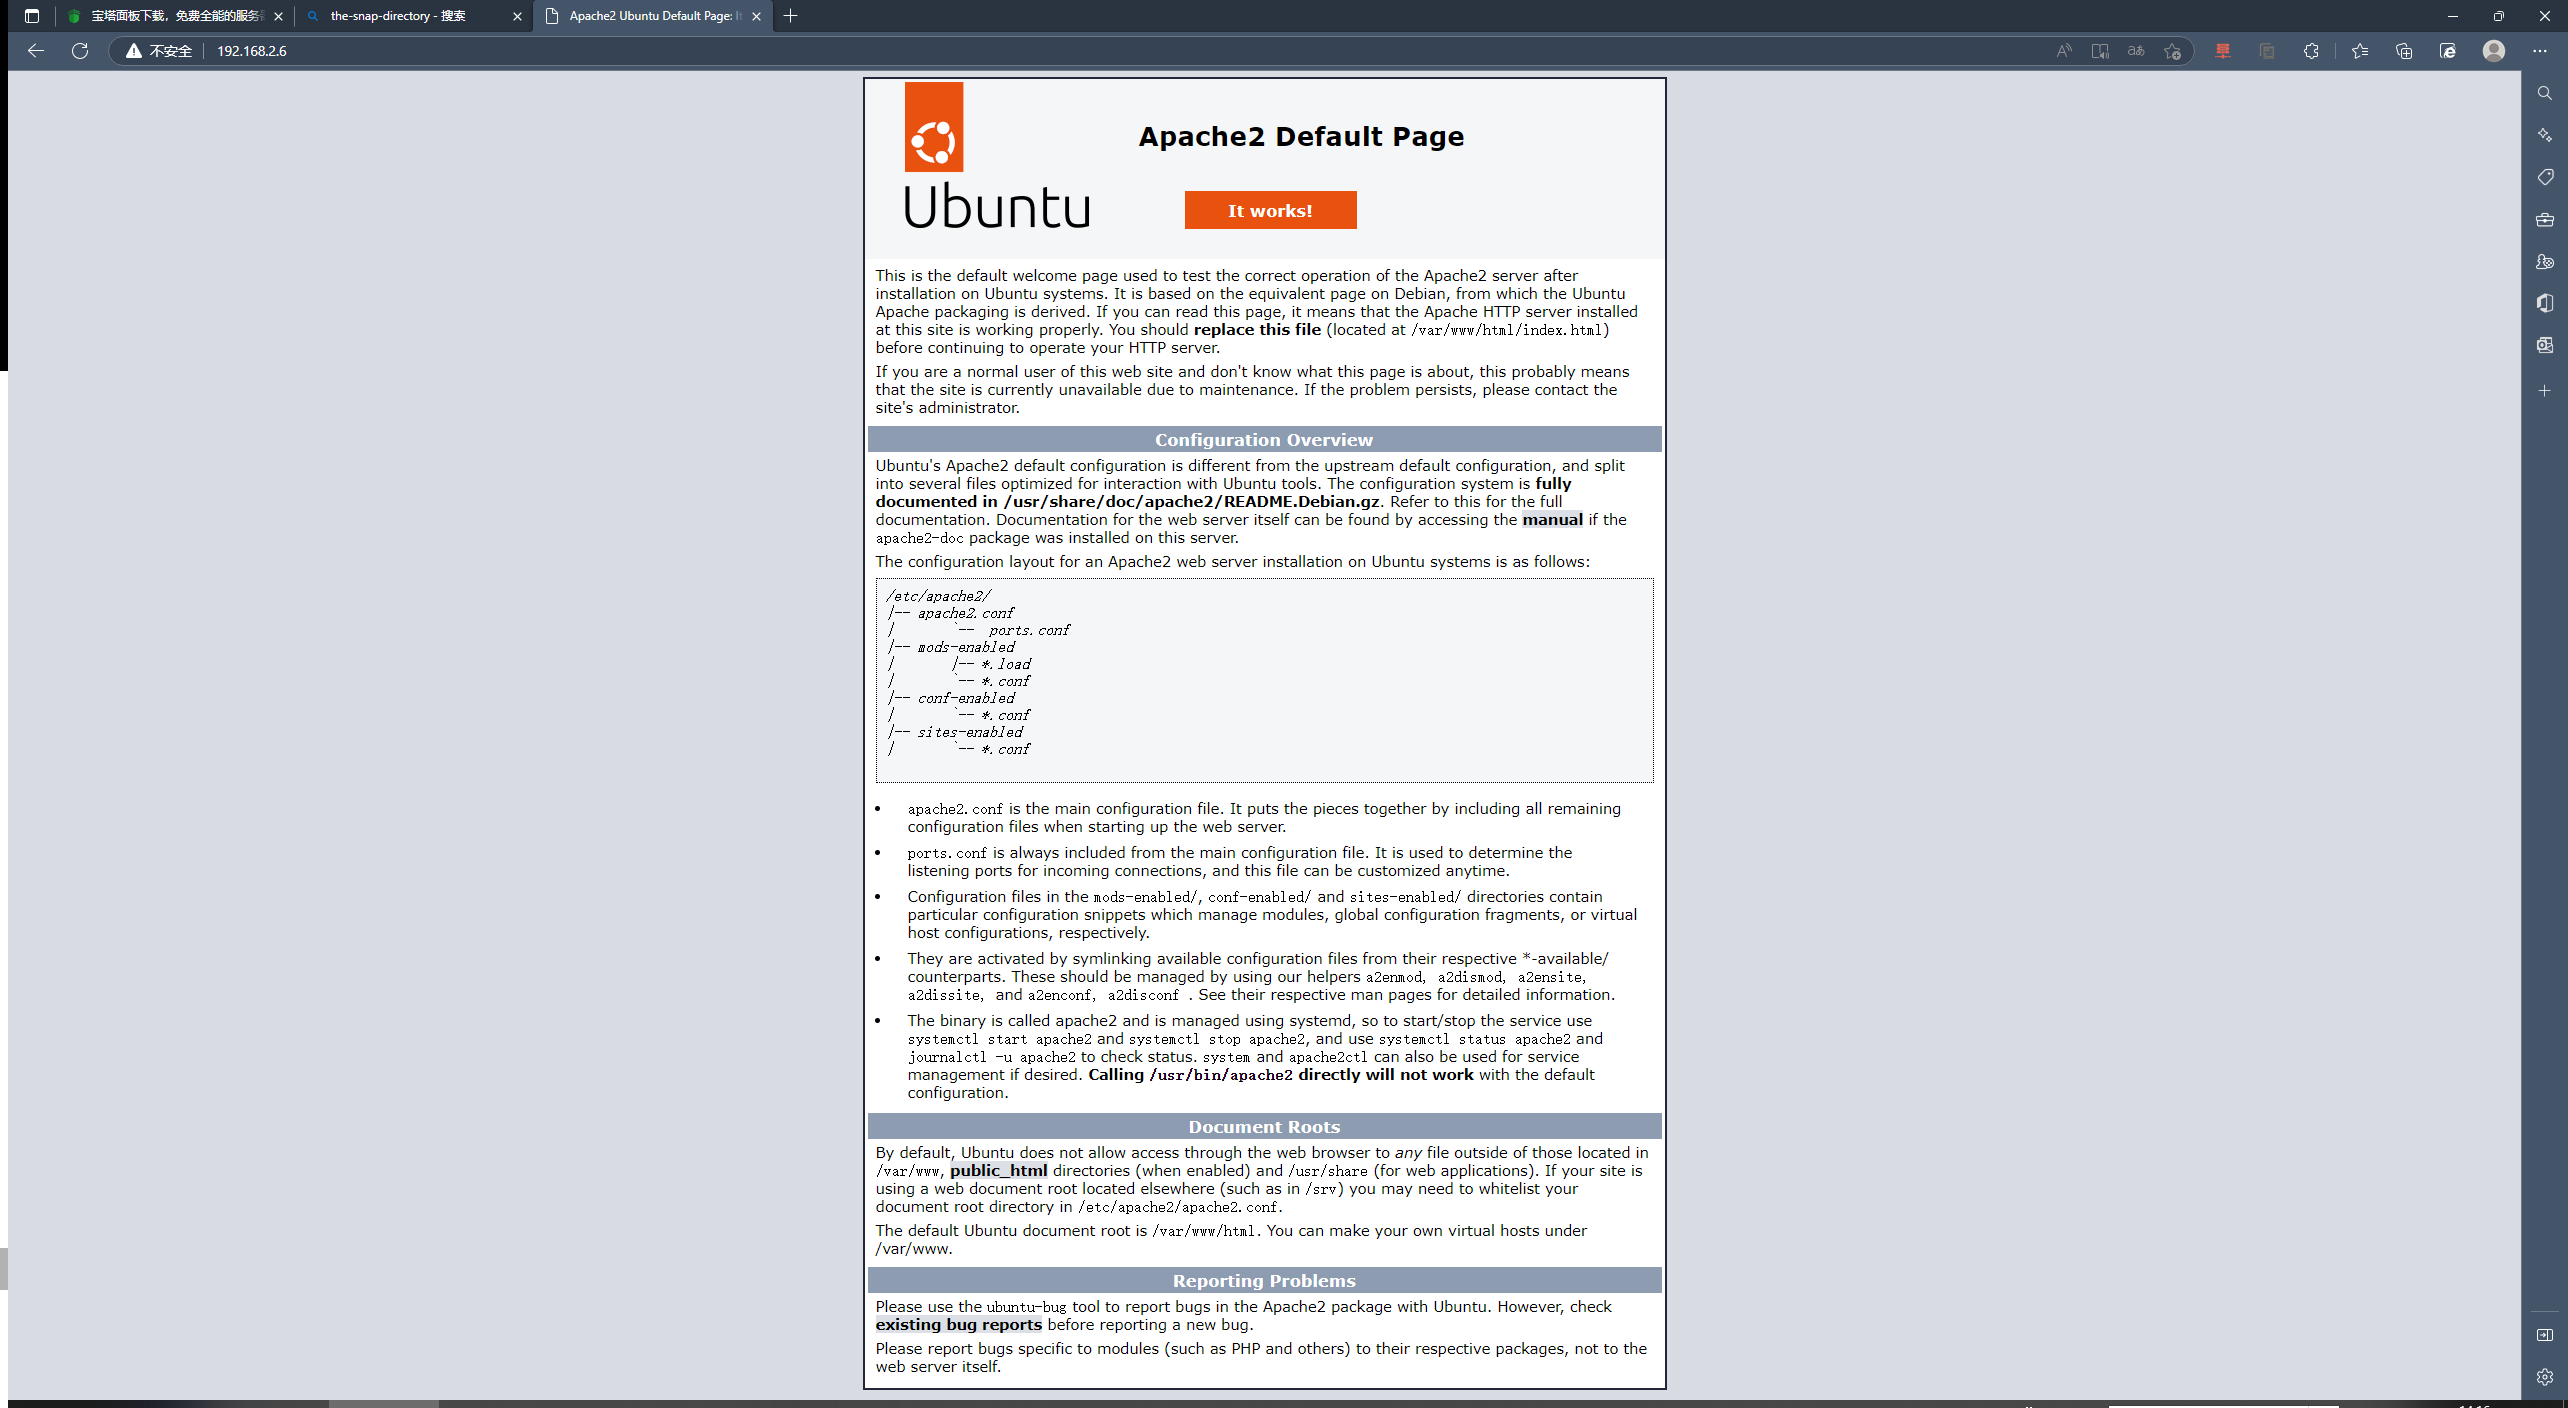 宝塔面板下载，免费全能的服务
the-snap-directory - 搜索
Apache2 Ubuntu Default Page: I
不安全
192.168.2.6
Apache2 Default Page
Ubuntu
It works!
This is the default welcome page used to test the correct operation of the Apache2 server after
installation on Ubuntu systems. It is based on the equivalent page on Debian, from which the Ubuntu
Apache packaging is derived. If you can read this page, it means that the Apache HTTP server installed
at this site is working properly. You should replace this file (located at /var/www/html/index.html)
before continuing to operate your HTTP server.
If you are a normal user of this web site and don't know what this page is about, this probably means
that the site is currently unavailable due to maintenance. If the problem persists, please contact the
site's administrator.
Configuration Overview
Ubuntu's Apache2 default configuration is different from the upstream default configuration, and split
into several files optimized for interaction with Ubuntu tools. The configuration system is fully
documented in /usr/share/doc/apache2/README.Debian.gz. Refer to this for the full
documentation. Documentation for the web server itself can be found by accessing the manual if the
apache2-doc package was installed on this server.
The configuration layout for an Apache2 web server installation on Ubuntu systems is as follows:
/etc/apache2/
|-- apache2.conf
|       `--  ports.conf
|-- mods-enabled
|       |-- *.load
|       `-- *.conf
|-- conf-enabled
|       `-- *.conf
|-- sites-enabled
|       `-- *.conf
• apache2.conf is the main configuration file. It puts the pieces together by including all remaining
configuration files when starting up the web server.
• ports.conf is always included from the main configuration file. It is used to determine the
listening ports for incoming connections, and this file can be customized anytime.
• Configuration files in the mods-enabled/, conf-enabled/ and sites-enabled/ directories contain
particular configuration snippets which manage modules, global configuration fragments, or virtual
host configurations, respectively.
• They are activated by symlinking available configuration files from their respective *-available/
counterparts. These should be managed by using our helpers a2enmod, a2dismod, a2ensite,
a2dissite, and a2enconf, a2disconf . See their respective man pages for detailed information.
• The binary is called apache2 and is managed using systemd, so to start/stop the service use
systemctl start apache2 and systemctl stop apache2, and use systemctl status apache2 and
journalctl -u apache2 to check status. system and apache2ctl can also be used for service
management if desired. Calling /usr/bin/apache2 directly will not work with the default
configuration.
Document Roots
By default, Ubuntu does not allow access through the web browser to any file outside of those located in
/var/www, public_html directories (when enabled) and /usr/share (for web applications). If your site is
using a web document root located elsewhere (such as in /srv) you may need to whitelist your
document root directory in /etc/apache2/apache2.conf.
The default Ubuntu document root is /var/www/html. You can make your own virtual hosts under
/var/www.
Reporting Problems
Please use the ubuntu-bug tool to report bugs in the Apache2 package with Ubuntu. However, check
existing bug reports before reporting a new bug.
Please report bugs specific to modules (such as PHP and others) to their respective packages, not to the
web server itself.